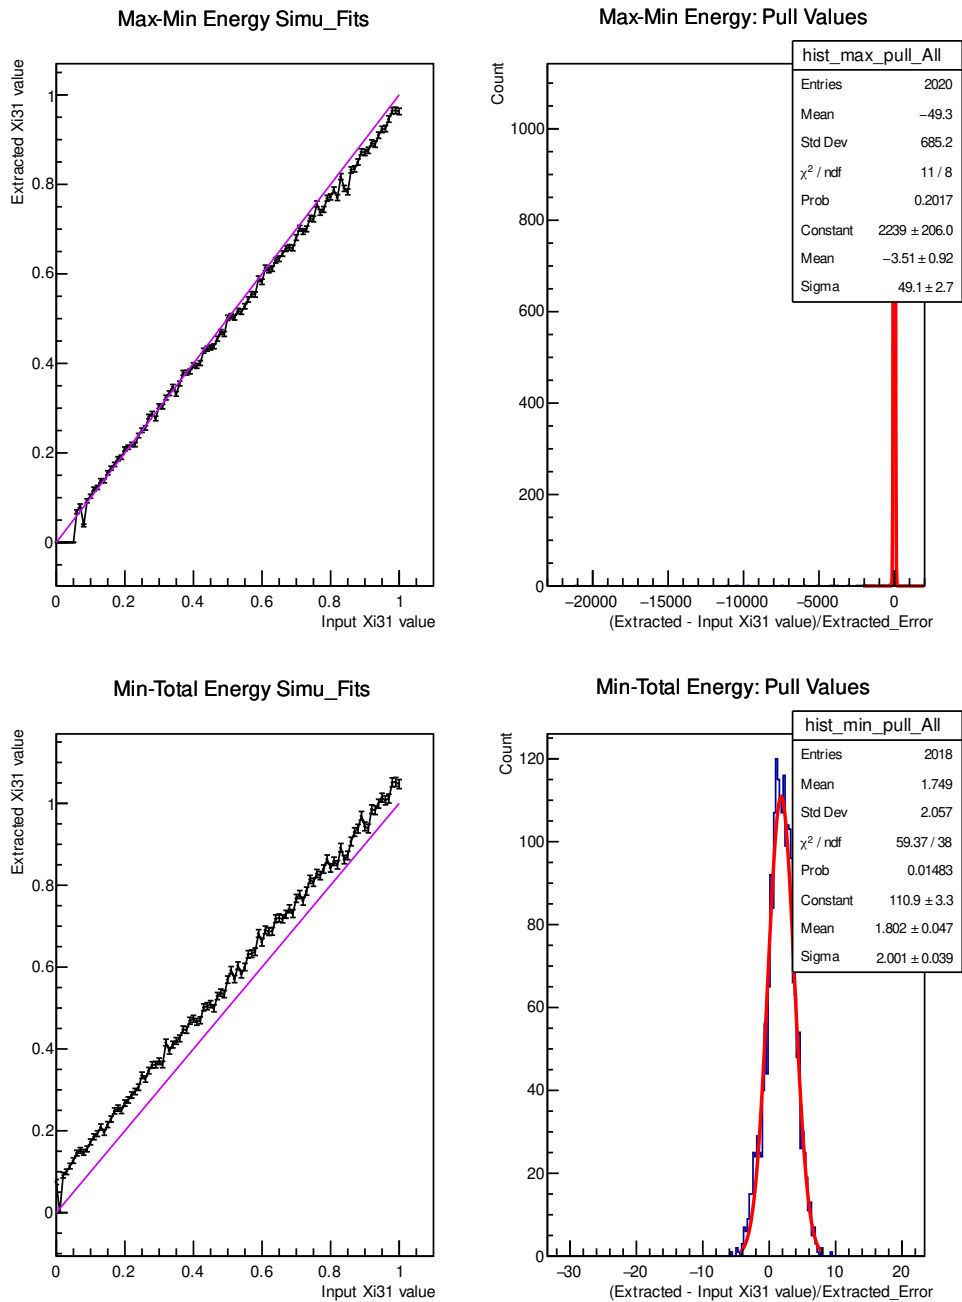 Max-Min Energy Simu_Fits
Extracted Xi31 value
1
0.8
0.6
0.4
0.2
0
0 0.2 0.4 0.6 0.8 1
Input Xi31 value
Max-Min Energy: Pull Values
Count
1000
800
600
400
200
0
−20000 −15000 −10000 −5000 0
(Extracted - Input Xi31 value)/Extracted_Error
hist_max_pull_All
Entries 2020
Mean −49.3
Std Dev 685.2
χ² / ndf 11 / 8
Prob 0.2017
Constant 2239 ± 206.0
Mean −3.51 ± 0.92
Sigma 49.1 ± 2.7
Min-Total Energy Simu_Fits
Extracted Xi31 value
1
0.8
0.6
0.4
0.2
0
0 0.2 0.4 0.6 0.8 1
Input Xi31 value
Min-Total Energy: Pull Values
Count
120
100
80
60
40
20
0
−30 −20 −10 0 10 20
(Extracted - Input Xi31 value)/Extracted_Error
hist_min_pull_All
Entries 2018
Mean 1.749
Std Dev 2.057
χ² / ndf 59.37 / 38
Prob 0.01483
Constant 110.9 ± 3.3
Mean 1.802 ± 0.047
Sigma 2.001 ± 0.039